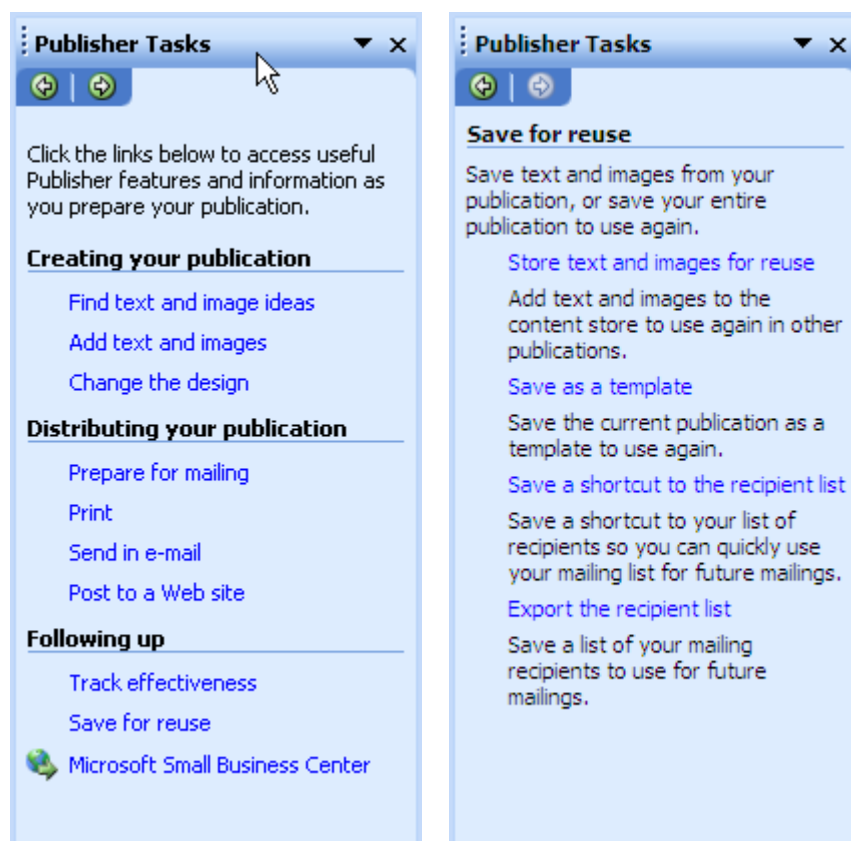 Publisher Tasks
Click the links below to access useful
Publisher features and information as
you prepare your publication.
Creating your publication
Find text and image ideas
Add text and images
Change the design
Distributing your publication
Prepare for mailing
Print
Send in e-mail
Post to a Web site
Following up
Track effectiveness
Save for reuse
Microsoft Small Business Center
Publisher Tasks
Save for reuse
Save text and images from your
publication, or save your entire
publication to use again.
Store text and images for reuse
Add text and images to the
content store to use again in other
publications.
Save as a template
Save the current publication as a
template to use again.
Save a shortcut to the recipient list
Save a shortcut to your list of
recipients so you can quickly use
your mailing list for future mailings.
Export the recipient list
Save a list of your mailing
recipients to use for future
mailings.